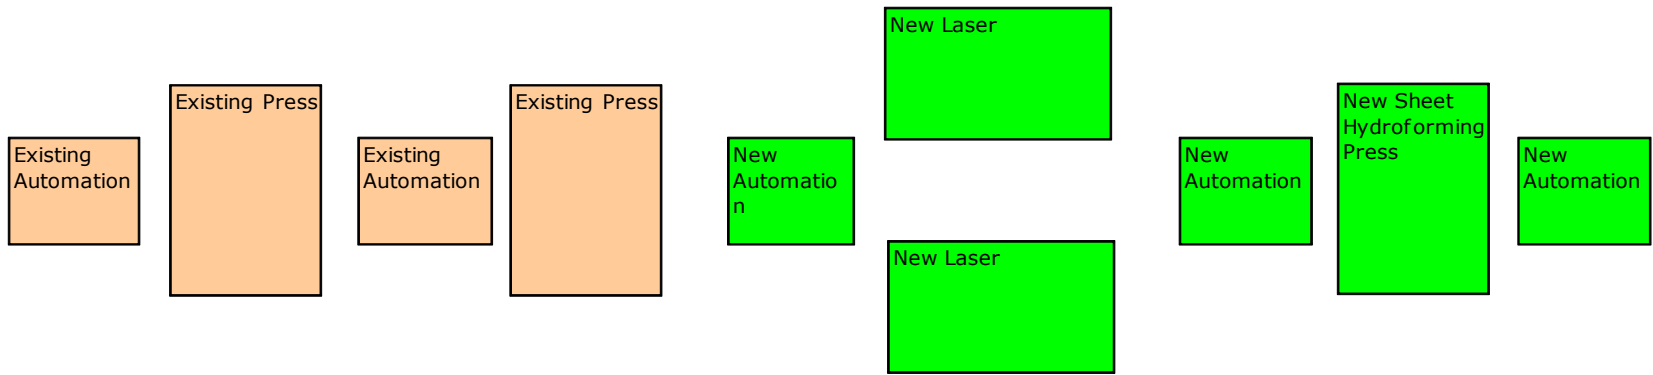 Existing
Automation
Existing Press
Existing
Automation
Existing Press
New
Automatio
n
New Laser
New Laser
New
Automation
New Sheet
Hydroforming
Press
New
Automation